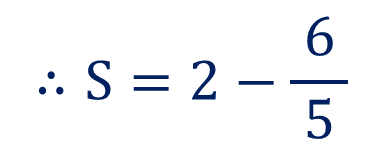 ∴ S = 2 − 6/5